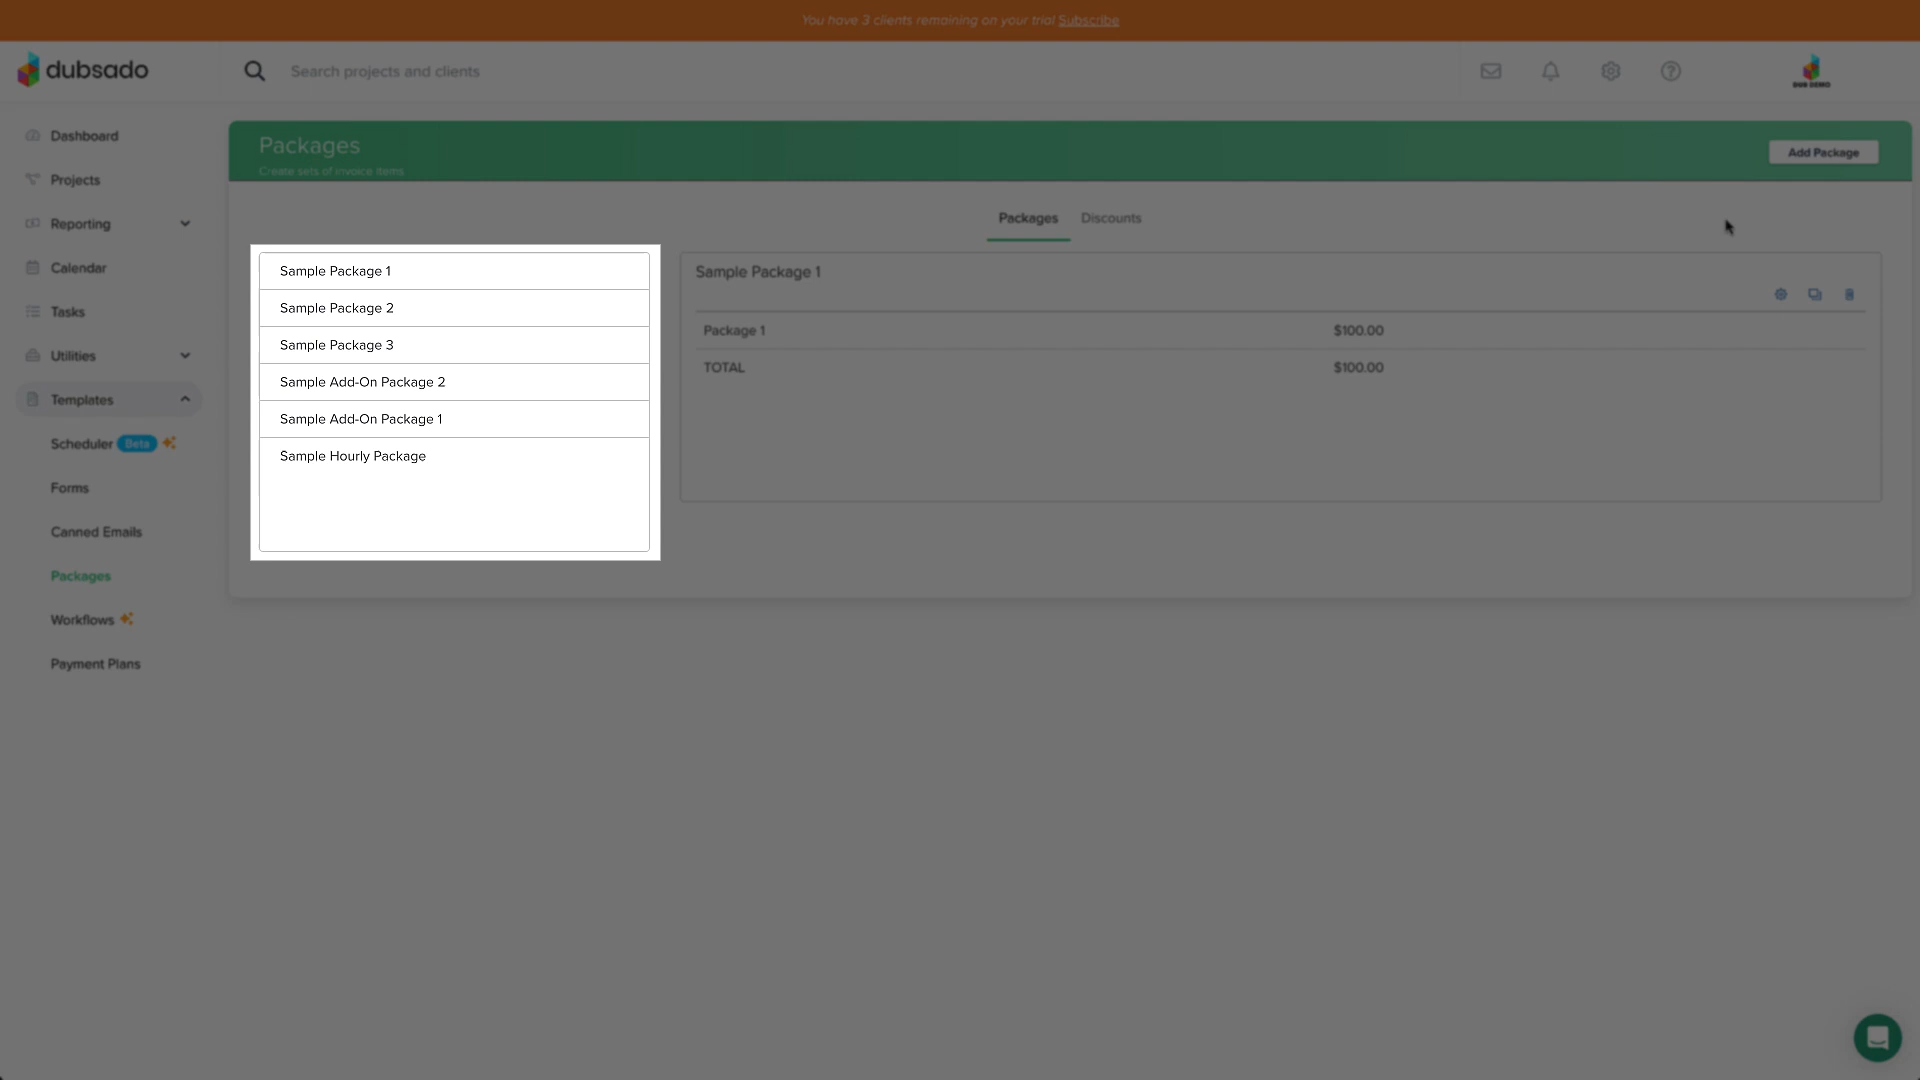 You have 3 clients remaining on your trial Subscribe
dubsado
Search projects and clients
DUB DEMO
Dashboard
Projects
Reporting
Calendar
Tasks
Utilities
Templates
Scheduler Beta
Forms
Canned Emails
Packages
Workflows
Payment Plans
Packages
Create sets of invoice items
Add Package
Packages Discounts
Sample Package 1
Sample Package 2
Sample Package 3
Sample Add-On Package 2
Sample Add-On Package 1
Sample Hourly Package
Sample Package 1
Package 1 $100.00
TOTAL $100.00